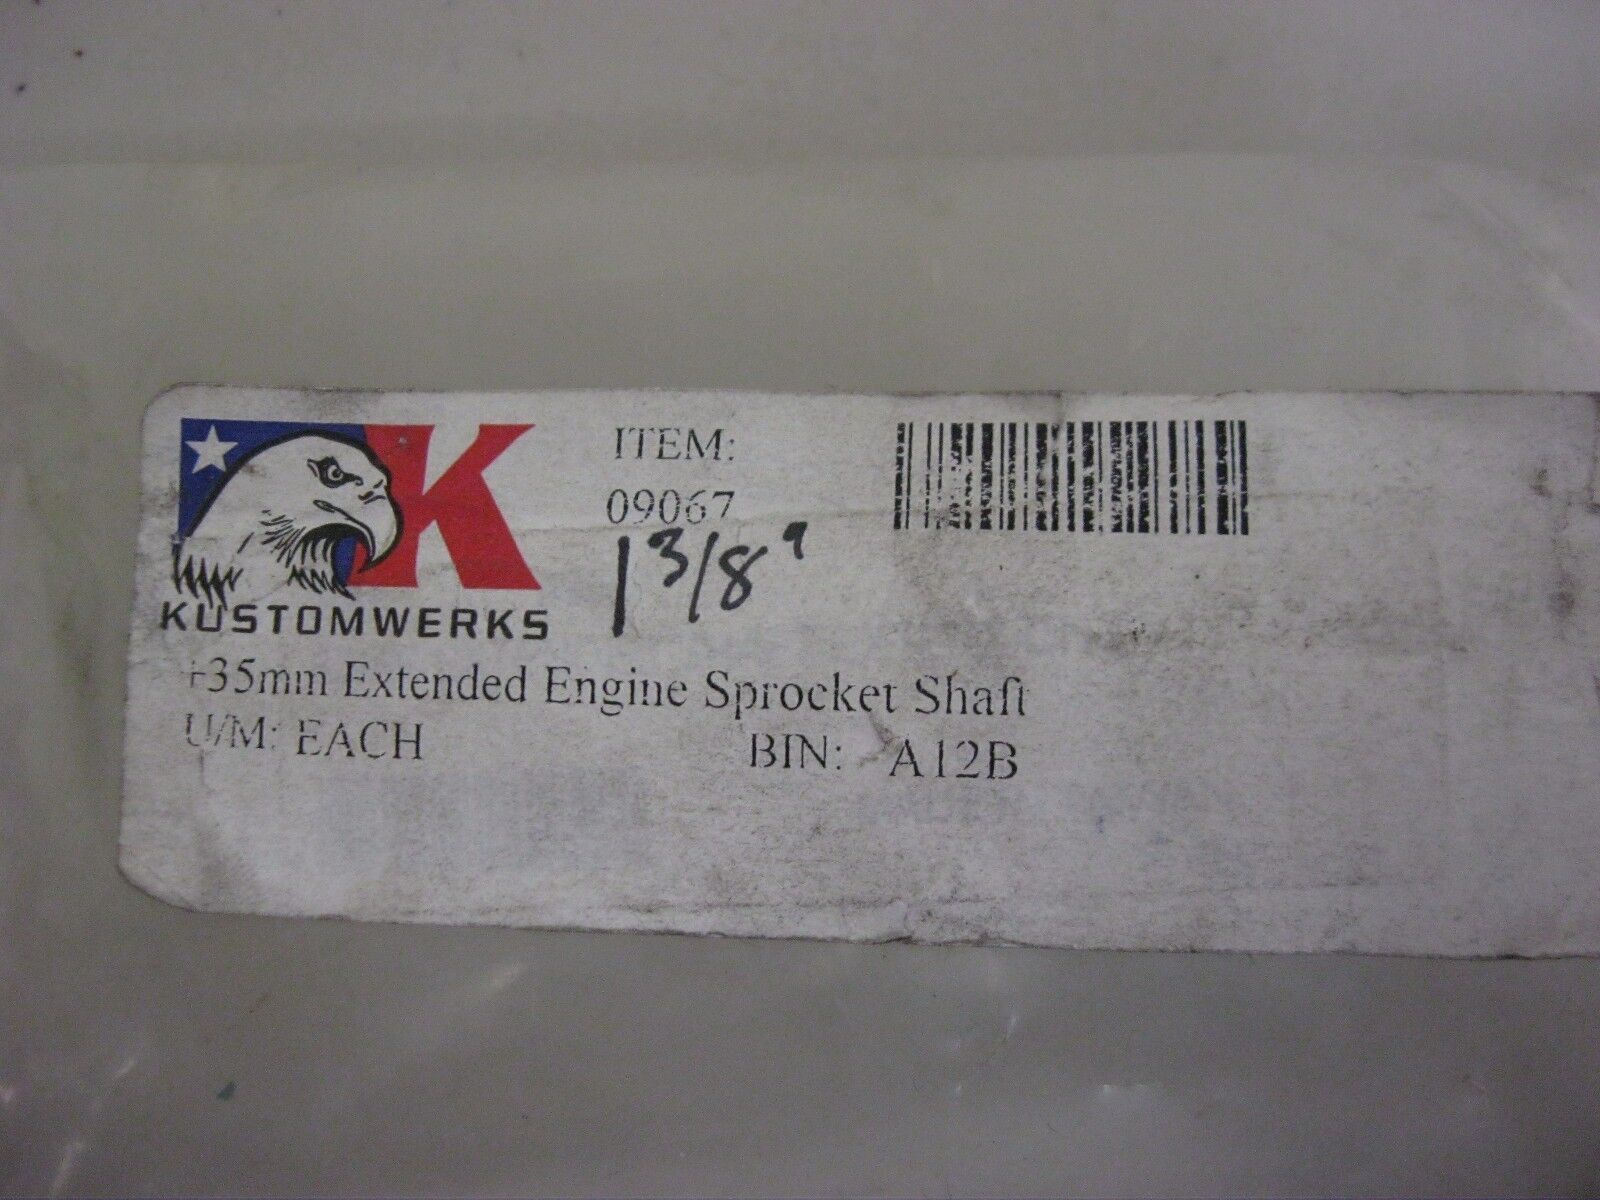 K
KUSTOMWERKS
ITEM:
09067
1 3/8"
+35mm Extended Engine Sprocket Shaft
U/M: EACH
BIN: A12B